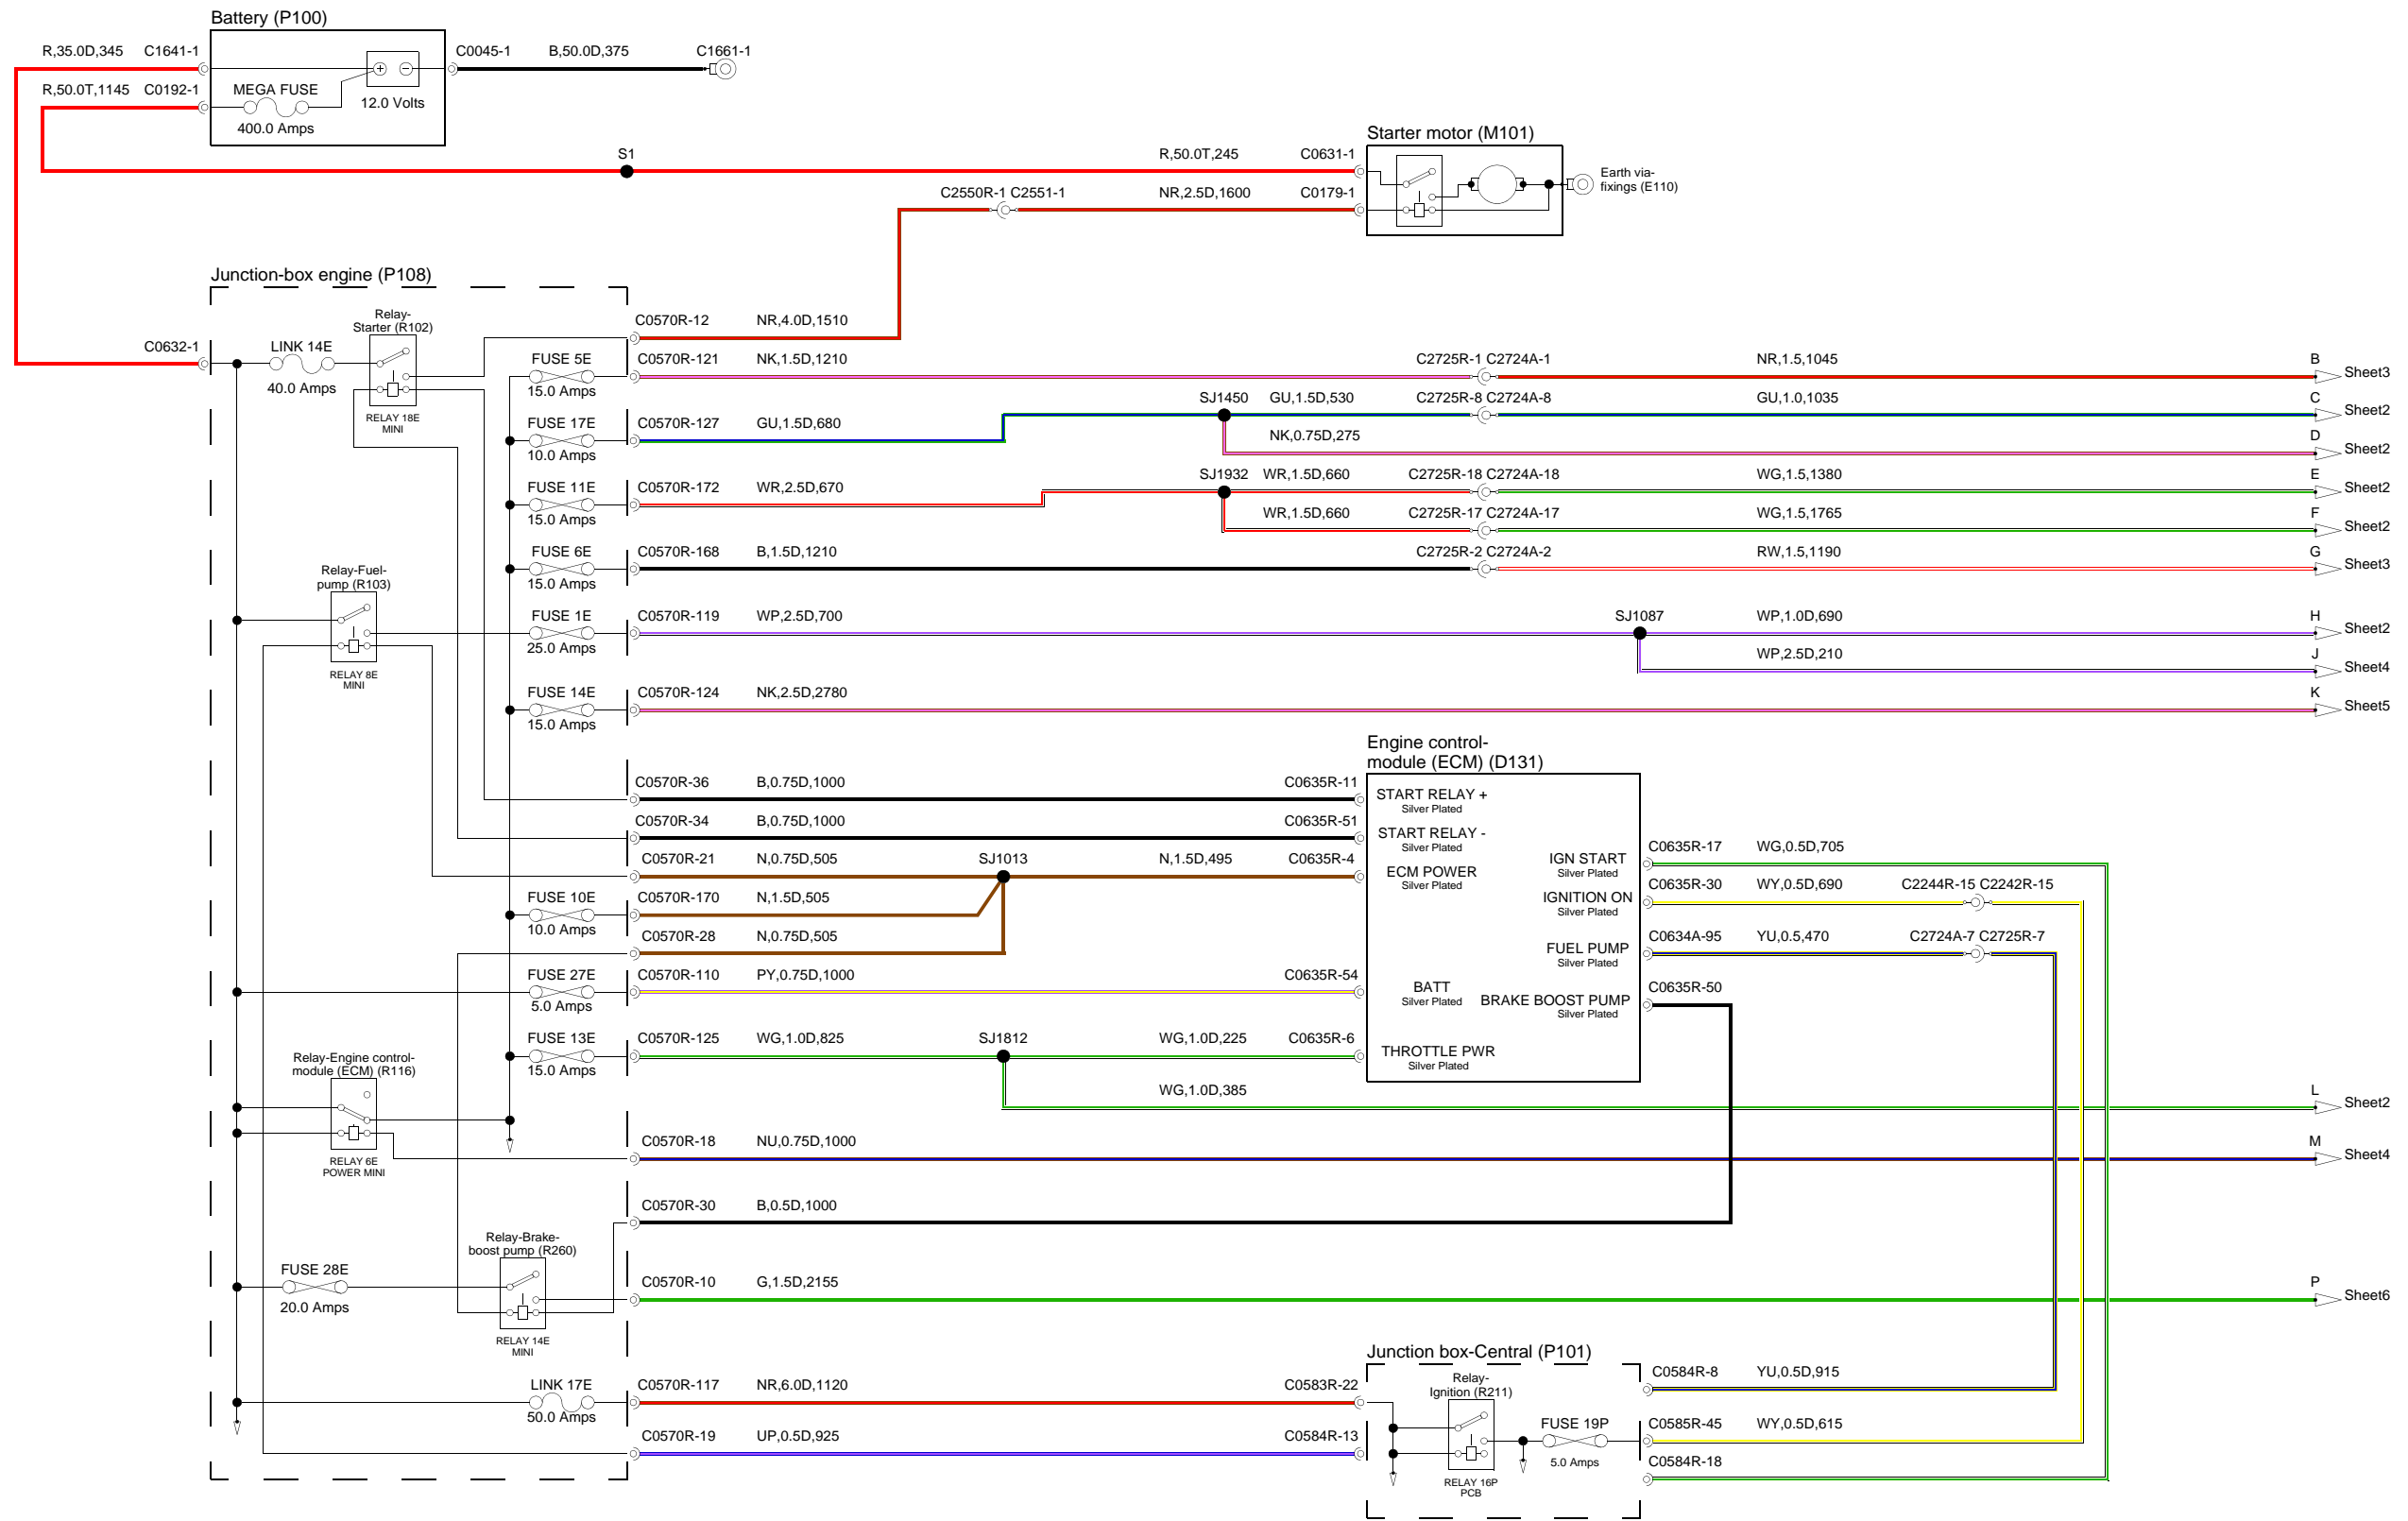 Battery (P100)
R,35.0D,345 C1641-1
C0045-1 B,50.0D,375 C1661-1
R,50.0T,1145 C0192-1
MEGA FUSE
400.0 Amps
12.0 Volts
S1
Starter motor (M101)
R,50.0T,245 C0631-1
C2550R-1 C2551-1 NR,2.5D,1600 C0179-1
Earth via-
fixings (E110)
Junction-box engine (P108)
C0632-1
LINK 14E
40.0 Amps
Relay-
Starter (R102)
RELAY 18E
MINI
C0570R-12 NR,4.0D,1510
FUSE 5E
15.0 Amps
C0570R-121 NK,1.5D,1210 C2725R-1 C2724A-1 NR,1.5,1045 B
Sheet3
FUSE 17E
10.0 Amps
C0570R-127 GU,1.5D,680
SJ1450 GU,1.5D,530 C2725R-8 C2724A-8 GU,1.0,1035 C
Sheet2
NK,0.75D,275 D
Sheet2
FUSE 11E
15.0 Amps
C0570R-172 WR,2.5D,670
SJ1932 WR,1.5D,660 C2725R-18 C2724A-18 WG,1.5,1380 E
Sheet2
WR,1.5D,660 C2725R-17 C2724A-17 WG,1.5,1765 F
Sheet2
FUSE 6E
15.0 Amps
C0570R-168 B,1.5D,1210 C2725R-2 C2724A-2 RW,1.5,1190 G
Sheet3
Relay-Fuel-
pump (R103)
RELAY 8E
MINI
FUSE 1E
25.0 Amps
C0570R-119 WP,2.5D,700 SJ1087 WP,1.0D,690 H
Sheet2
WP,2.5D,210 J
Sheet4
FUSE 14E
15.0 Amps
C0570R-124 NK,2.5D,2780 K
Sheet5
Engine control-
module (ECM) (D131)
C0570R-36 B,0.75D,1000 C0635R-11
START RELAY +
Silver Plated
C0570R-34 B,0.75D,1000 C0635R-51
START RELAY -
Silver Plated
C0570R-21 N,0.75D,505 SJ1013 N,1.5D,495 C0635R-4
ECM POWER
Silver Plated
IGN START
Silver Plated
C0635R-17 WG,0.5D,705
FUSE 10E
10.0 Amps
C0570R-170 N,1.5D,505
IGNITION ON
Silver Plated
C0635R-30 WY,0.5D,690 C2244R-15 C2242R-15
C0570R-28 N,0.75D,505
FUEL PUMP
Silver Plated
C0634A-95 YU,0.5,470 C2724A-7 C2725R-7
FUSE 27E
5.0 Amps
C0570R-110 PY,0.75D,1000 C0635R-54
BATT
Silver Plated
BRAKE BOOST PUMP
Silver Plated
C0635R-50
FUSE 13E
15.0 Amps
C0570R-125 WG,1.0D,825 SJ1812 WG,1.0D,225 C0635R-6
THROTTLE PWR
Silver Plated
WG,1.0D,385 L
Sheet2
Relay-Engine control-
module (ECM) (R116)
RELAY 6E
POWER MINI
C0570R-18 NU,0.75D,1000 M
Sheet4
C0570R-30 B,0.5D,1000
Relay-Brake-
boost pump (R260)
RELAY 14E
MINI
FUSE 28E
20.0 Amps
C0570R-10 G,1.5D,2155 P
Sheet6
Junction box-Central (P101)
LINK 17E
50.0 Amps
C0570R-117 NR,6.0D,1120 C0583R-22
Relay-
Ignition (R211)
RELAY 16P
PCB
C0584R-8 YU,0.5D,915
C0570R-19 UP,0.5D,925 C0584R-13
FUSE 19P
5.0 Amps
C0585R-45 WY,0.5D,615
C0584R-18